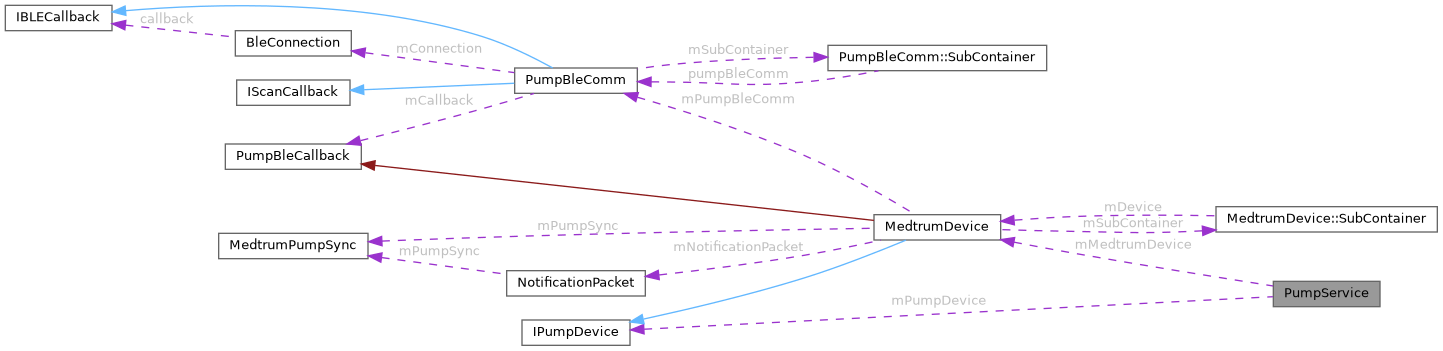 IBLECallback
callback
BleConnection
mConnection
mSubContainer
PumpBleComm::SubContainer
PumpBleComm
pumpBleComm
IScanCallback
mCallback
mPumpBleComm
PumpBleCallback
mDevice
MedtrumDevice::SubContainer
mPumpSync
MedtrumDevice
mSubContainer
MedtrumPumpSync
mNotificationPacket
mMedtrumDevice
mPumpSync
NotificationPacket
PumpService
mPumpDevice
IPumpDevice